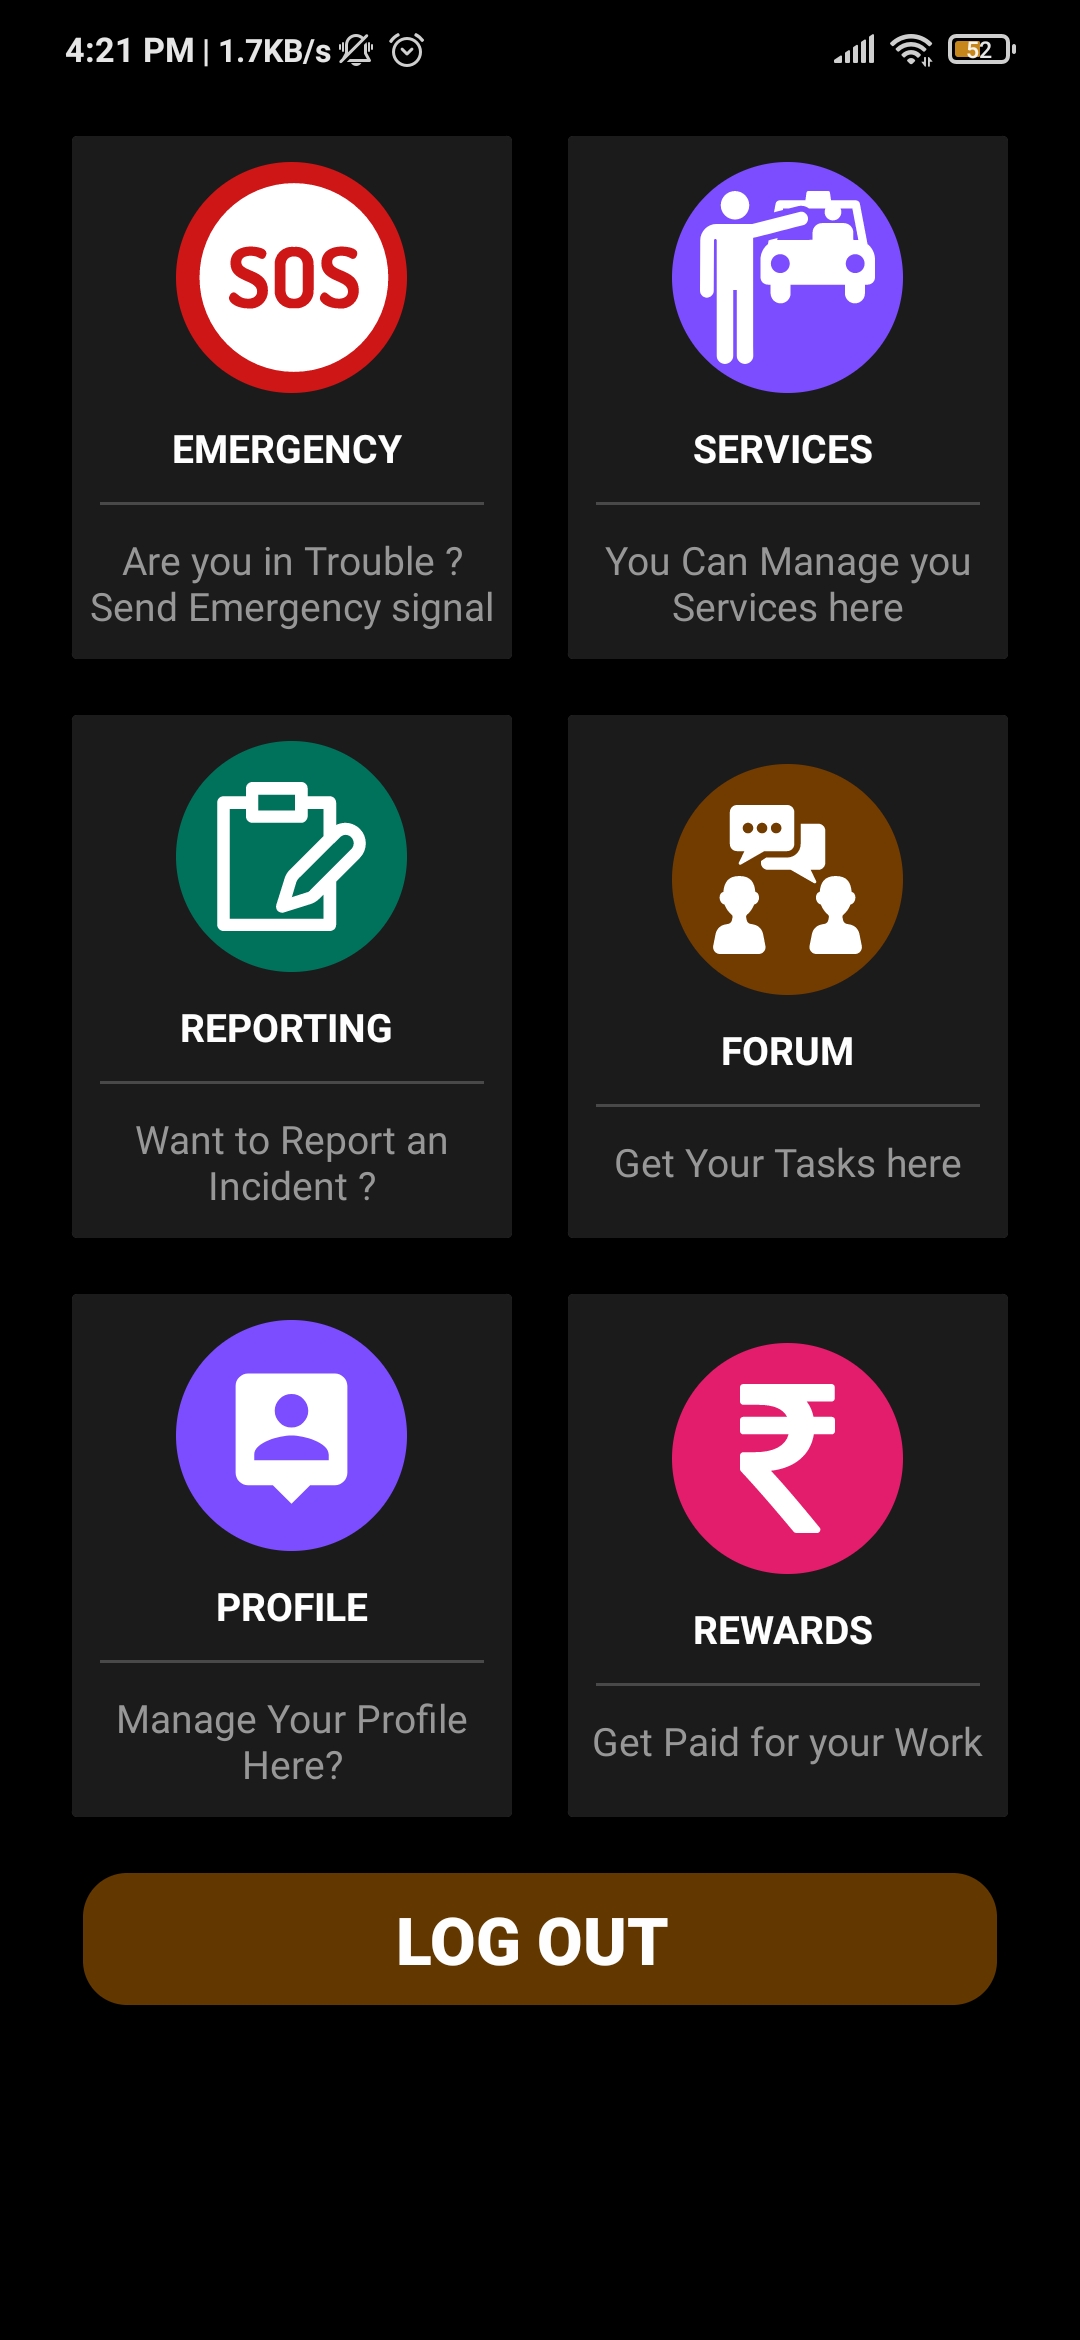 4:21 PM | 1.7KB/s
52
SOS
EMERGENCY
Are you in Trouble ?
Send Emergency signal
SERVICES
You Can Manage you
Services here
REPORTING
Want to Report an
Incident ?
FORUM
Get Your Tasks here
PROFILE
Manage Your Profile
Here?
₹
REWARDS
Get Paid for your Work
LOG OUT